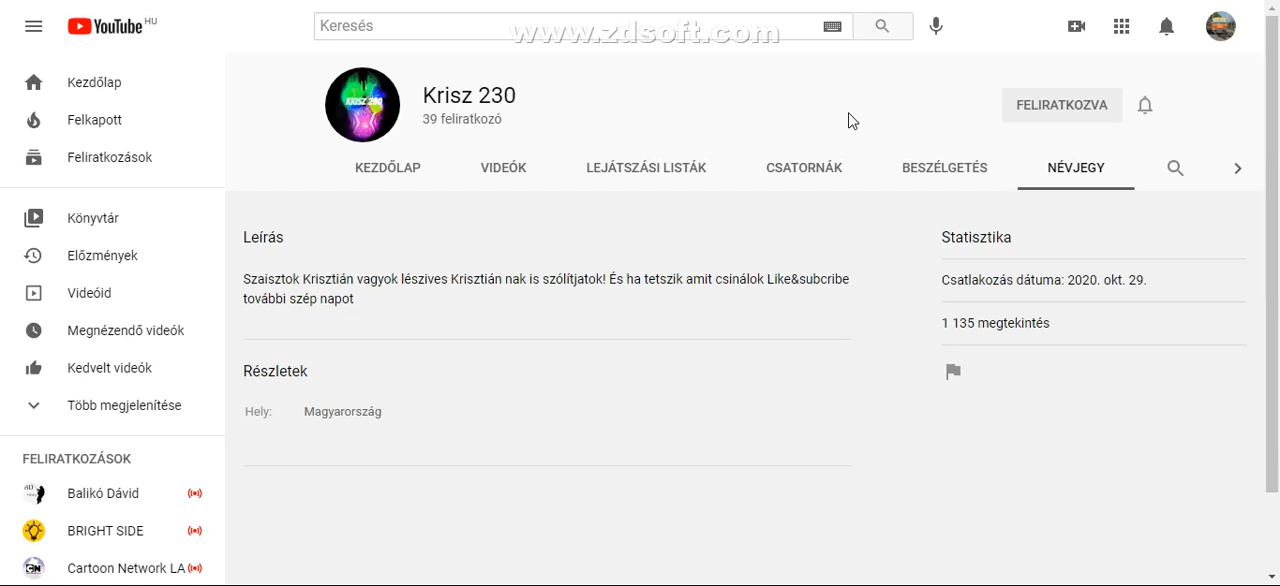 YouTube HU
Keresés
www.zdsoft.com
Kezdőlap
Felkapott
Feliratkozások
Könyvtár
Előzmények
Videóid
Megnézendő videók
Kedvelt videók
Több megjelenítése
FELIRATKOZÁSOK
Balikó Dávid
BRIGHT SIDE
Cartoon Network LA
KRISZ 230
Krisz 230
39 feliratkozó
FELIRATKOZVA
KEZDŐLAP VIDEÓK LEJÁTSZÁSI LISTÁK CSATORNÁK BESZÉLGETÉS NÉVJEGY
Leírás
Szaisztok Krisztián vagyok lészives Krisztián nak is szólítjatok! És ha tetszik amit csinálok Like&subcribe
további szép napot
Részletek
Hely: Magyarország
Statisztika
Csatlakozás dátuma: 2020. okt. 29.
1 135 megtekintés